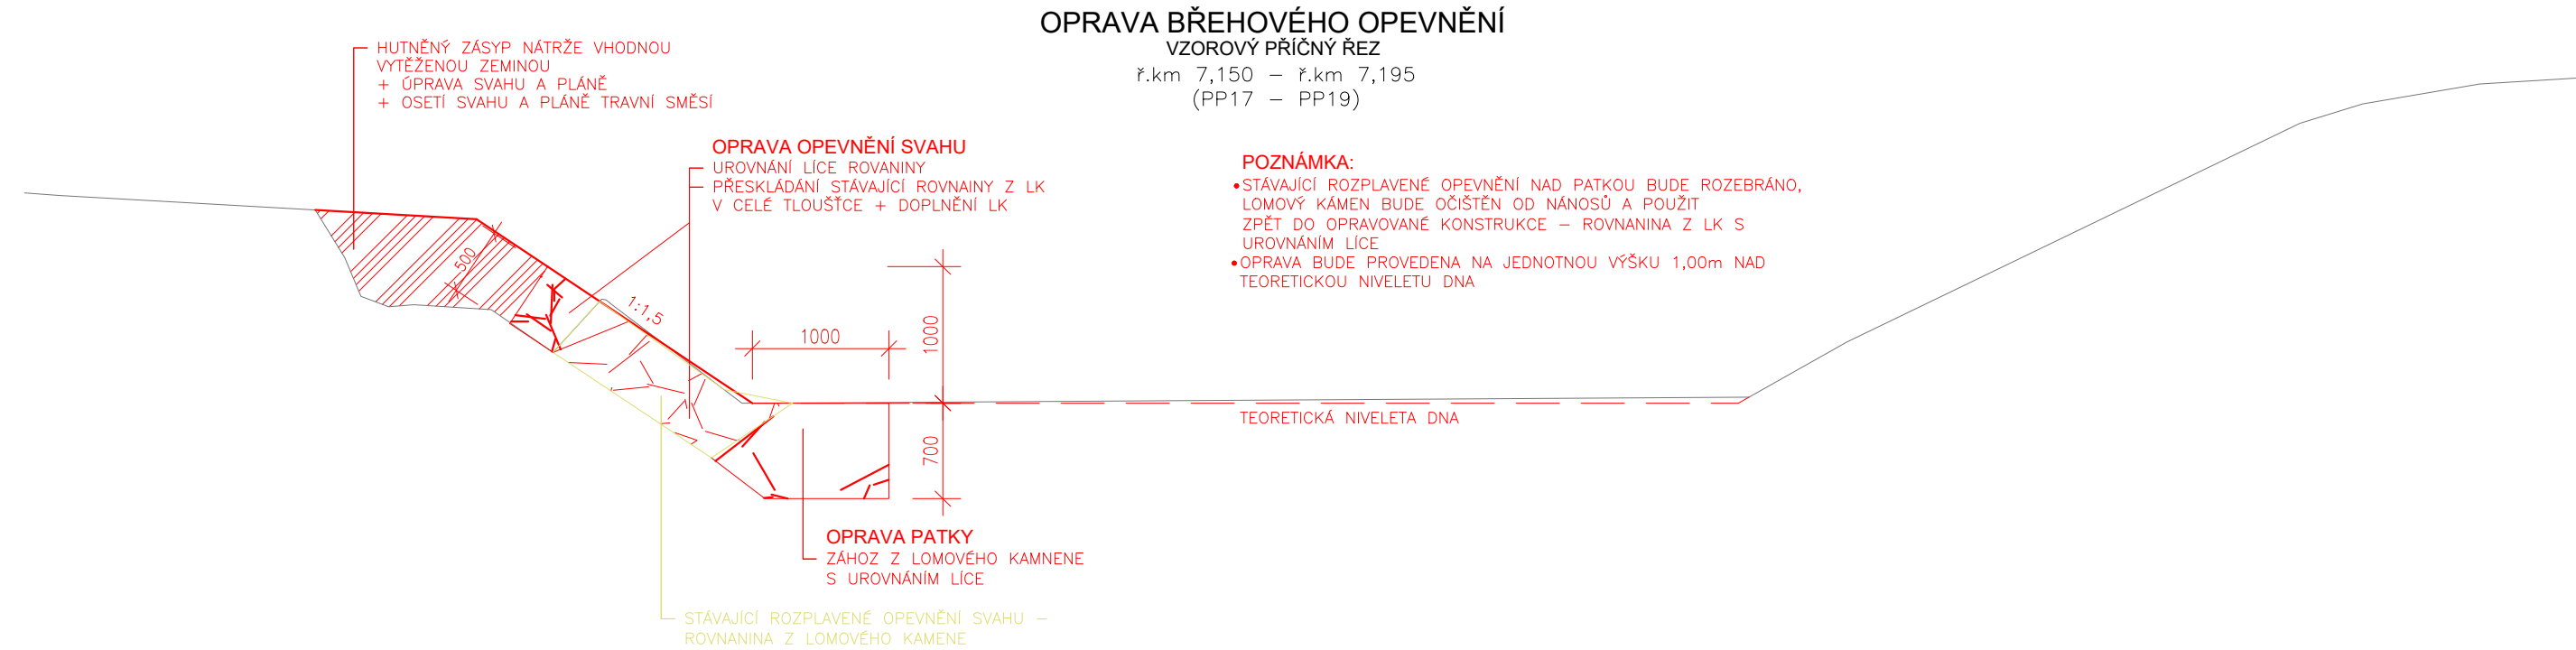 OPRAVA BŘEHOVÉHO OPEVNĚNÍ
VZOROVÝ PŘÍČNÝ ŘEZ
ř.km 7,150 – ř.km 7,195
(PP17 – PP19)
HUTNĚNÝ ZÁSYP NÁTRŽE VHODNOU
VYTĚŽENOU ZEMINOU
+ ÚPRAVA SVAHU A PLÁNĚ
+ OSETÍ SVAHU A PLÁNĚ TRAVNÍ SMĚSÍ
OPRAVA OPEVNĚNÍ SVAHU
UROVNÁNÍ LÍCE ROVANINY
PŘESKLÁDÁNÍ STÁVAJÍCÍ ROVNAINY Z LK
V CELÉ TLOUŠŤCE + DOPLNĚNÍ LK
POZNÁMKA:
•STÁVAJÍCÍ ROZPLAVENÉ OPEVNĚNÍ NAD PATKOU BUDE ROZEBRÁNO,
LOMOVÝ KÁMEN BUDE OČIŠTĚN OD NÁNOSŮ A POUŽIT
ZPĚT DO OPRAVOVANÉ KONSTRUKCE – ROVNANINA Z LK S
UROVNÁNÍM LÍCE
•OPRAVA BUDE PROVEDENA NA JEDNOTNOU VÝŠKU 1,00m NAD
TEORETICKOU NIVELETU DNA
500
1:1,5
1000
1000
700
TEORETICKÁ NIVELETA DNA
OPRAVA PATKY
ZÁHOZ Z LOMOVÉHO KAMNENE
S UROVNÁNÍM LÍCE
STÁVAJÍCÍ ROZPLAVENÉ OPEVNĚNÍ SVAHU –
ROVNANINA Z LOMOVÉHO KAMENE